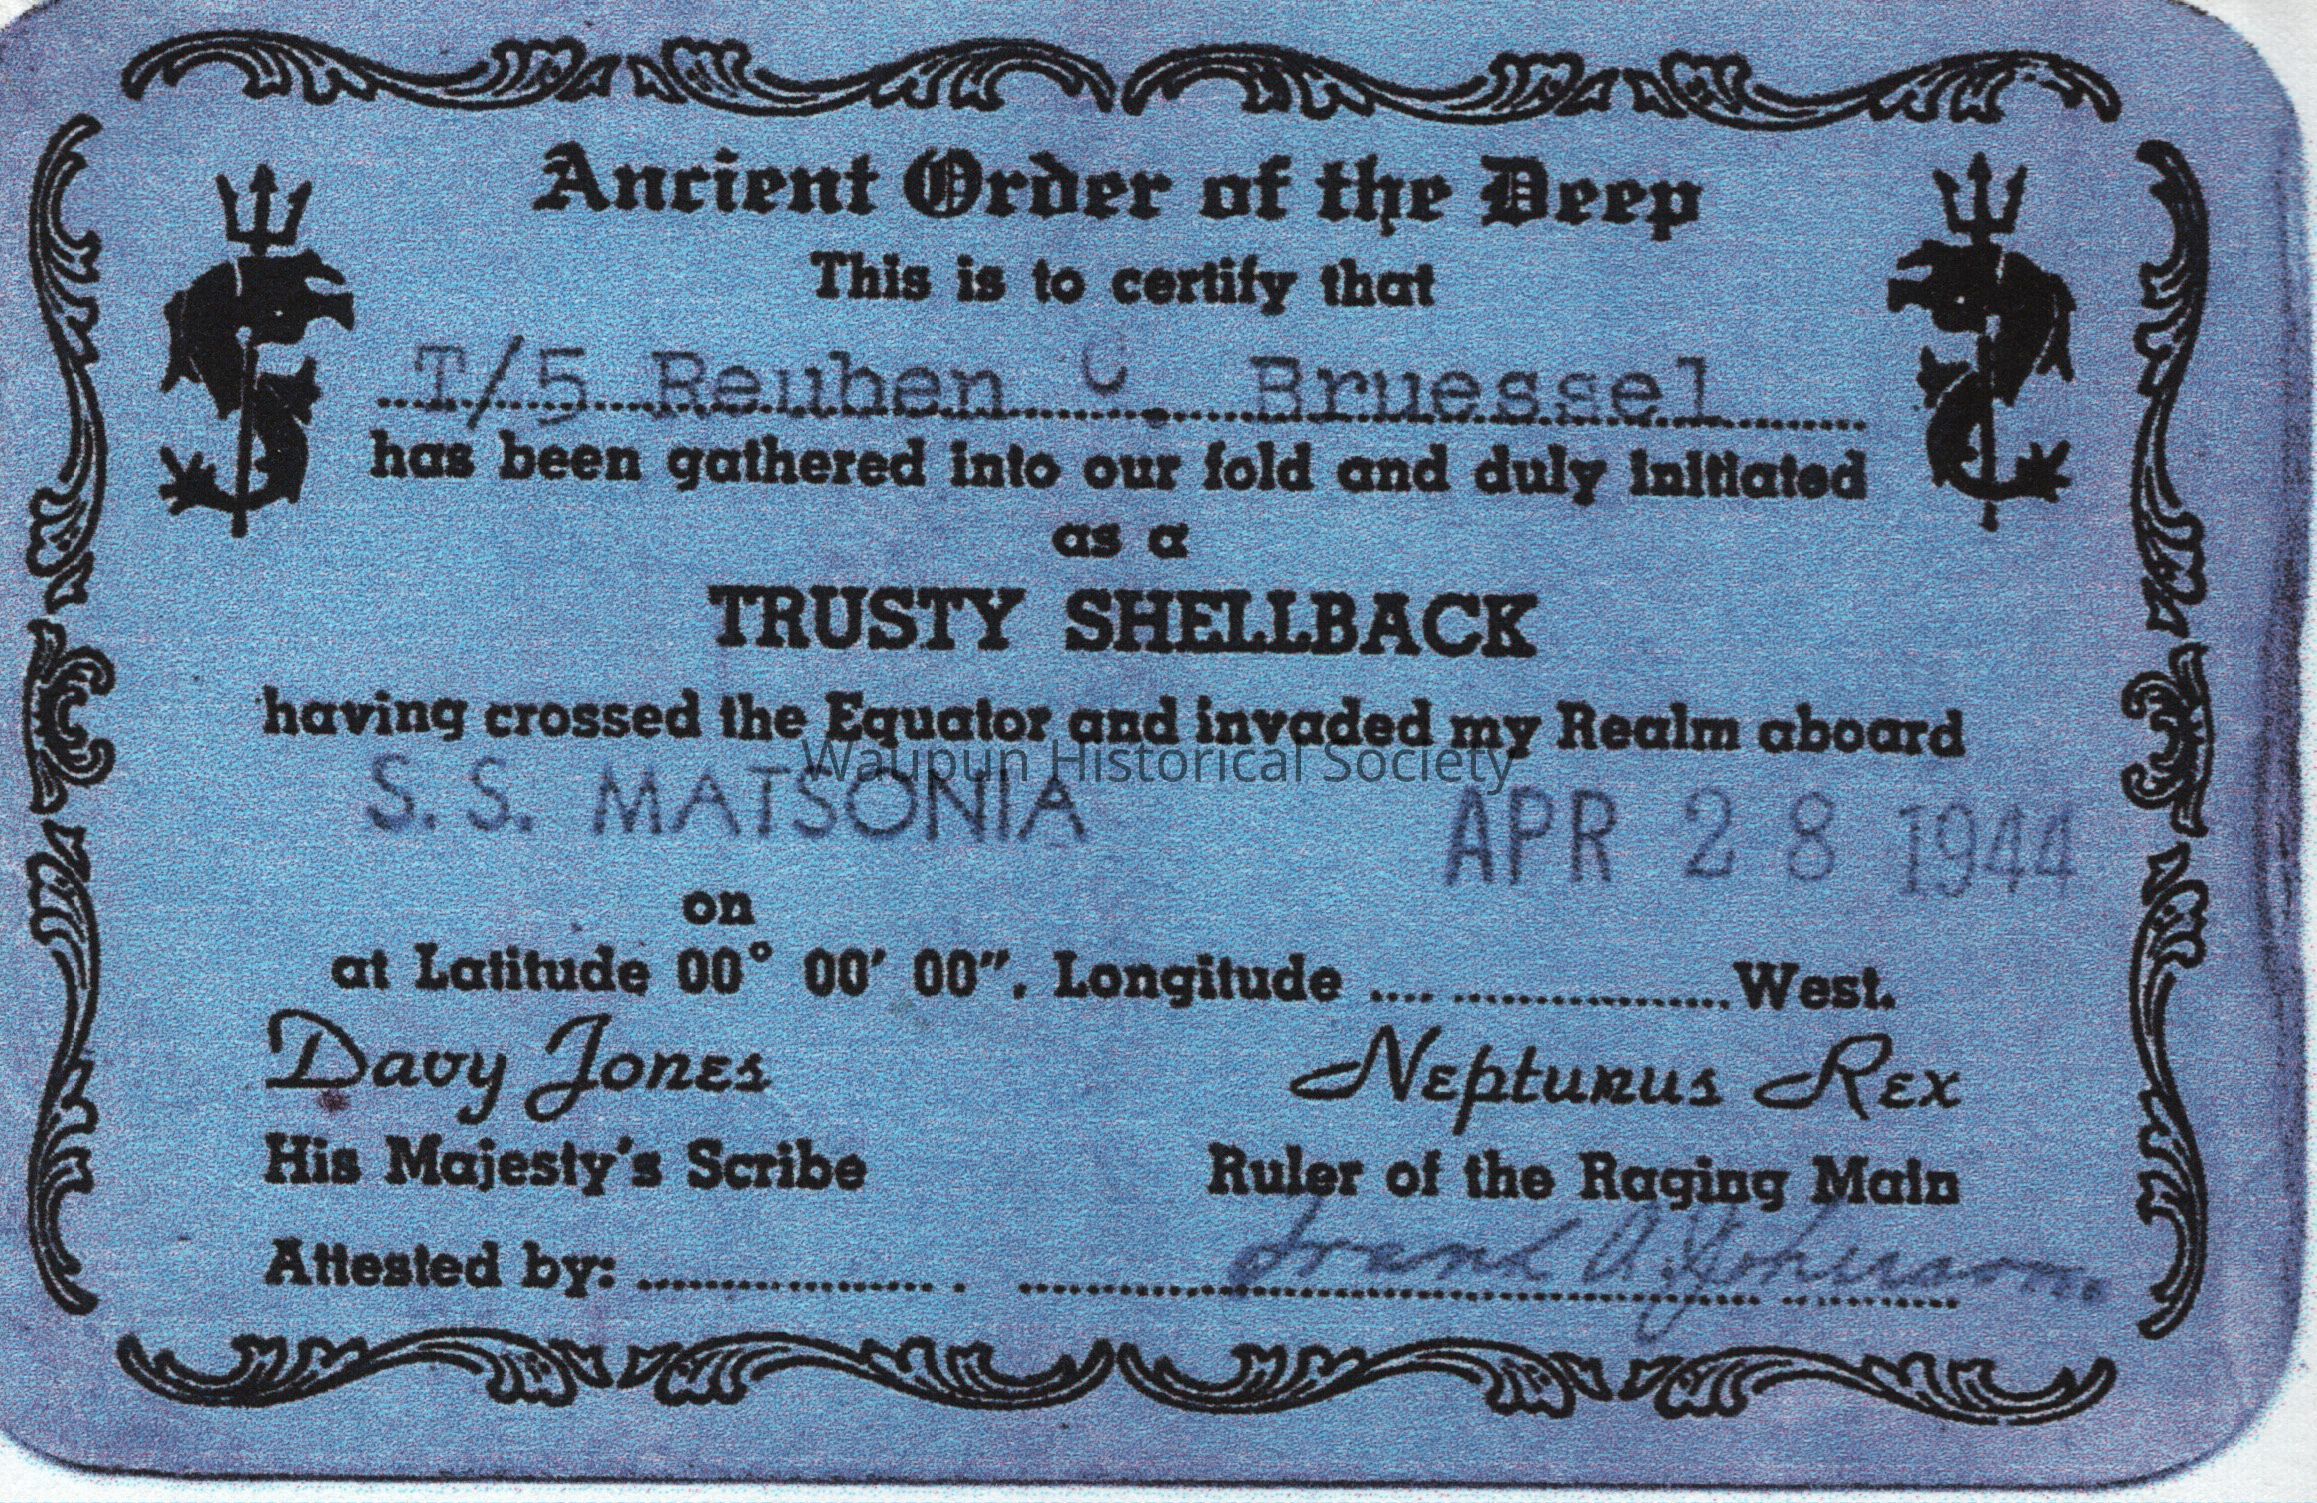 Ancient Order of the Deep
This is to certify that
T/5 Reuben C. Bruessel
has been gathered into our fold and duly initiated
as a
TRUSTY SHELLBACK
having crossed the Equator and invaded my Realm aboard
Waupun Historical Society
S. S. MATSONIA APR 28 1944
on
at Latitude 00° 00′ 00″. Longitude .... ................... West.
Davy Jones Neptunus Rex
His Majesty's Scribe Ruler of the Raging Main
Attested by: Frank A. Johnson